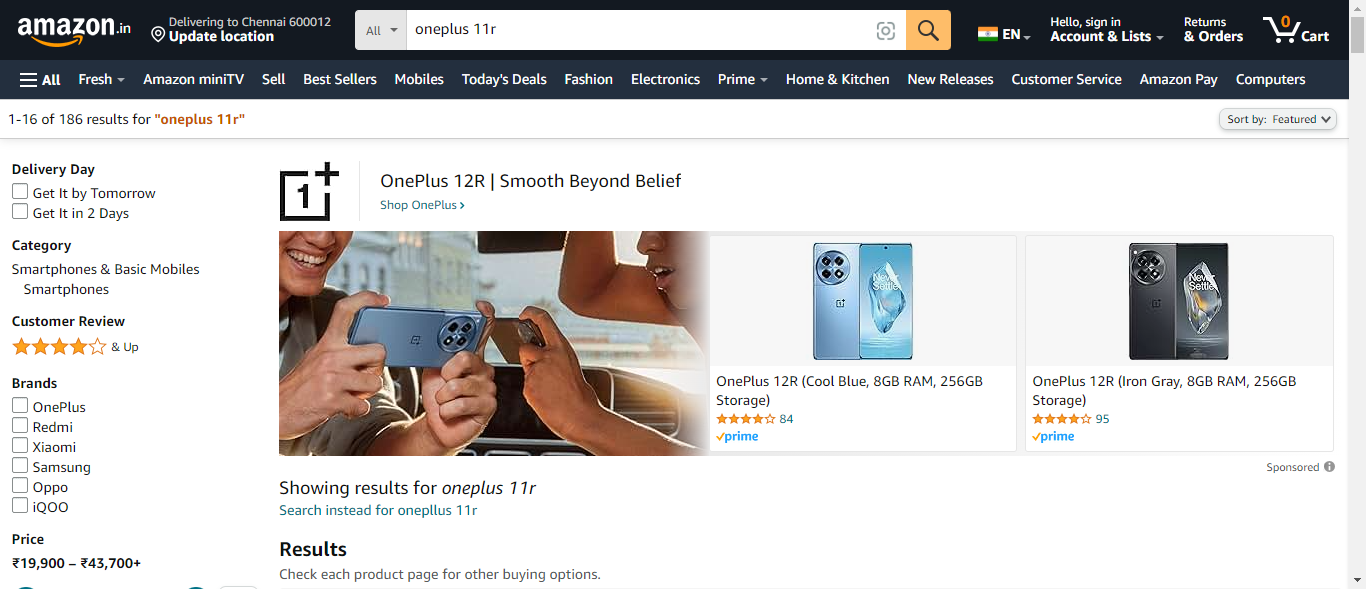 amazon.in
Delivering to Chennai 600012
Update location
All
oneplus 11r
EN
Hello, sign in
Account & Lists
Returns
& Orders
0
Cart
All
Fresh
Amazon miniTV
Sell
Best Sellers
Mobiles
Today's Deals
Fashion
Electronics
Prime
Home & Kitchen
New Releases
Customer Service
Amazon Pay
Computers
1-16 of 186 results for "oneplus 11r"
Sort by: Featured
Delivery Day
Get It by Tomorrow
Get It in 2 Days
Category
Smartphones & Basic Mobiles
Smartphones
Customer Review
& Up
Brands
OnePlus
Redmi
Xiaomi
Samsung
Oppo
iQOO
Price
₹19,900 – ₹43,700+
1
OnePlus 12R | Smooth Beyond Belief
Shop OnePlus ›
Never
Settle
OnePlus 12R (Cool Blue, 8GB RAM, 256GB
Storage)
84
prime
Never
Settle
OnePlus 12R (Iron Gray, 8GB RAM, 256GB
Storage)
95
prime
Sponsored
Showing results for oneplus 11r
Search instead for onepllus 11r
Results
Check each product page for other buying options.